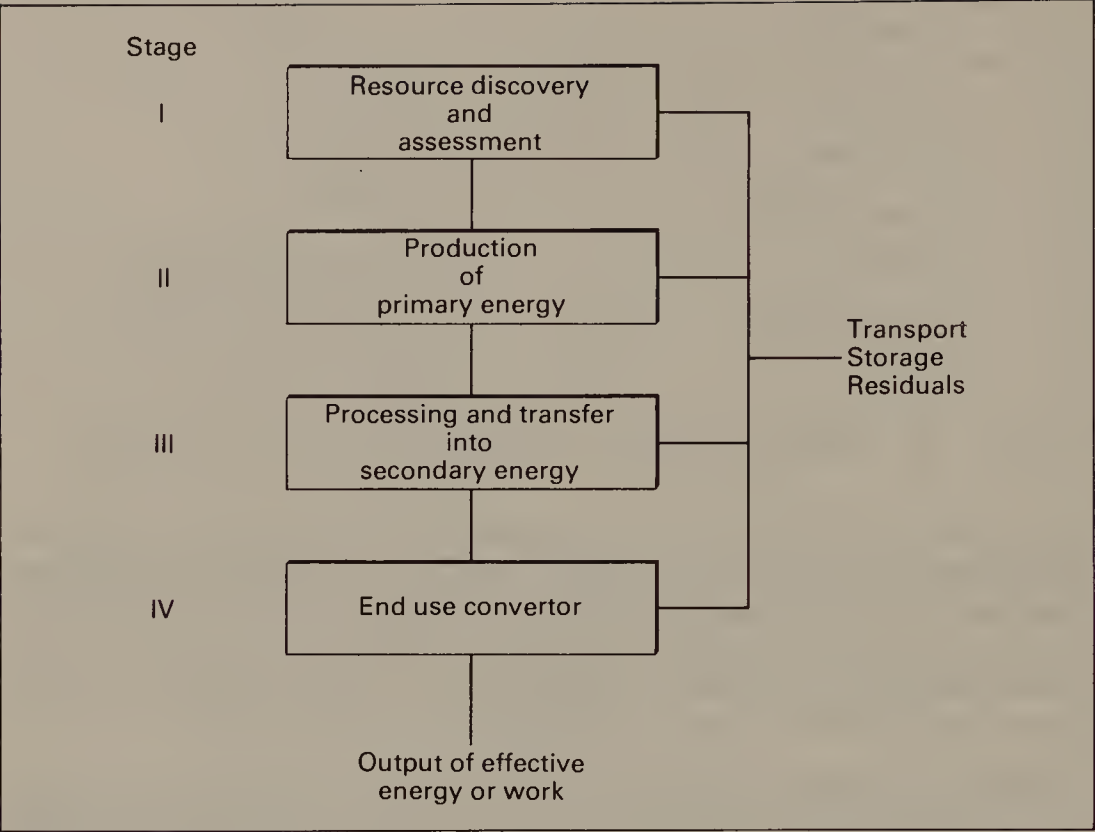 Stage
I
Resource discovery
and
assessment
II
Production
of
primary energy
Transport
Storage
Residuals
III
Processing and transfer
into
secondary energy
IV
End use convertor
Output of effective
energy or work